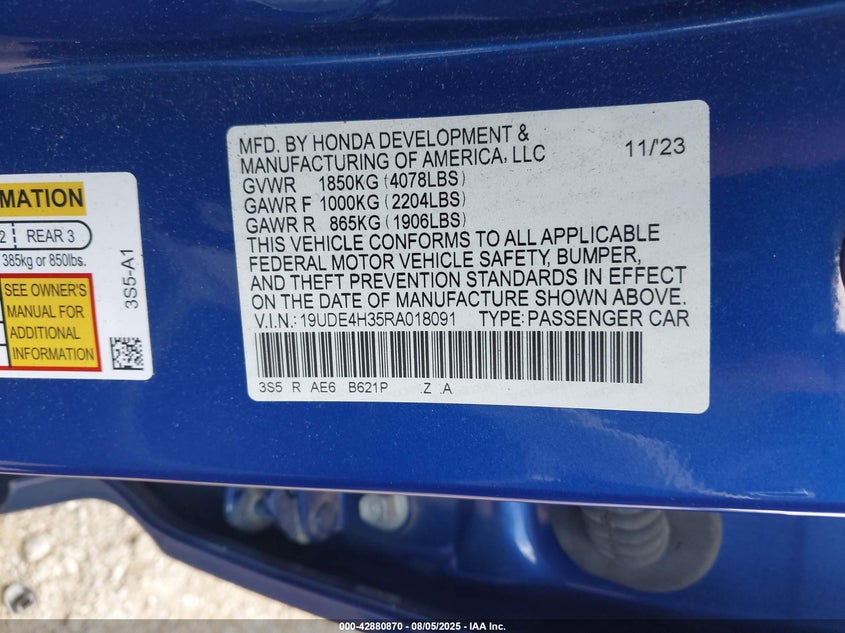 MFD. BY HONDA DEVELOPMENT &
MANUFACTURING OF AMERICA, LLC 11/'23
GVWR 1850KG (4078LBS)
GAWR F 1000KG (2204LBS)
GAWR R 865KG (1906LBS)
THIS VEHICLE CONFORMS TO ALL APPLICABLE
FEDERAL MOTOR VEHICLE SAFETY, BUMPER,
AND THEFT PREVENTION STANDARDS IN EFFECT
ON THE DATE OF MANUFACTURE SHOWN ABOVE.
V.I.N.: 19UDE4H35RA018091 TYPE: PASSENGER CAR
3S5 R AE6 B621P .Z .A
2 REAR 3
385kg or 850lbs.
SEE OWNER'S
MANUAL FOR
ADDITIONAL
INFORMATION
3S5-A1
000-42880870 - 08/05/2025 - IAA Inc.